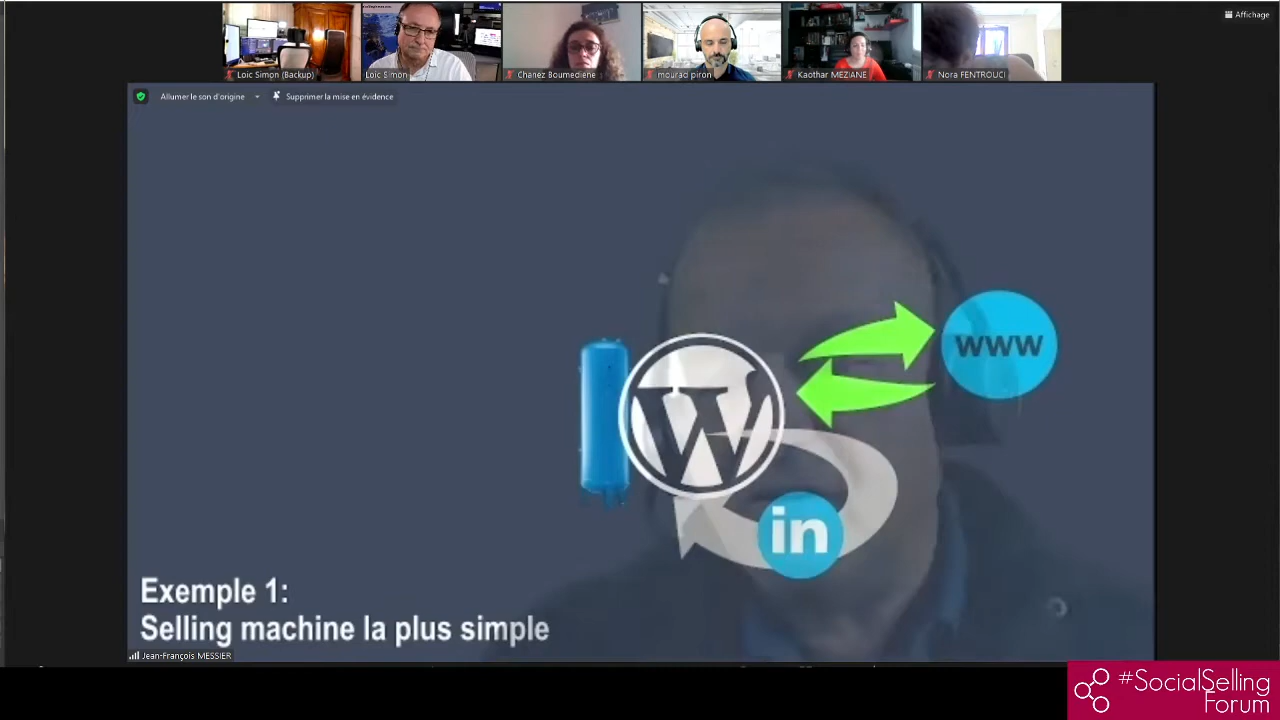 Affichage
Loic Simon (Backup)
Loic Simon
Chanez Boumediene
mourad piron
Kaothar MEZIANE
Nora FENTROUCI
Allumer le son d'origine
Supprimer la mise en évidence
www
W
in
Exemple 1:
Selling machine la plus simple
Jean-François MESSIER
#SocialSelling
Forum